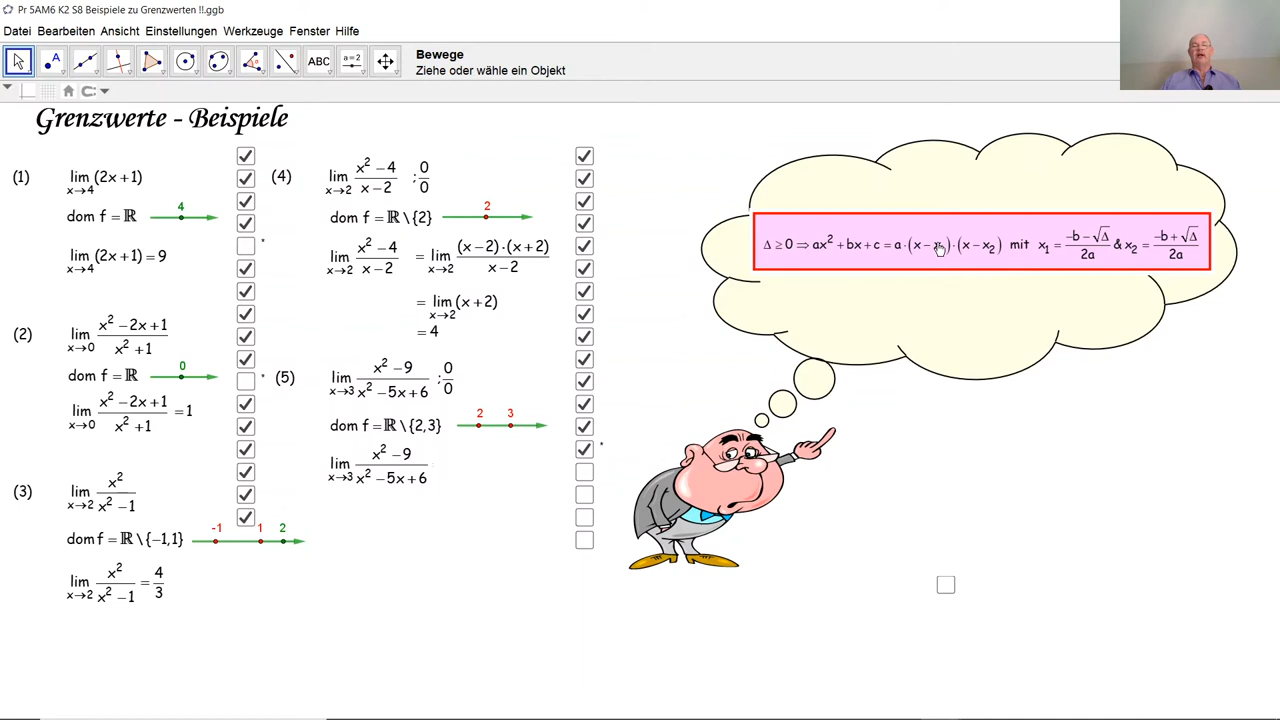 Pr 5AM6 K2 S8 Beispiele zu Grenzwerten !!.ggb
Datei Bearbeiten Ansicht Einstellungen Werkzeuge Fenster Hilfe
A
ABC
a=2
Bewege
Ziehe oder wähle ein Objekt
Grenzwerte - Beispiele
(1) lim x→4 (2x+1)
dom f = ℝ 4
lim x→4 (2x+1) = 9
*
(2) lim x→0 (x² − 2x + 1)/(x² + 1)
dom f = ℝ 0
*
lim x→0 (x² − 2x + 1)/(x² + 1) = 1
(3) lim x→2 x²/(x² − 1)
dom f = ℝ \ {−1,1} -1 1 2
lim x→2 x²/(x² − 1) = 4/3
(4) lim x→2 (x² − 4)/(x − 2) ; 0/0
dom f = ℝ \ {2} 2
lim x→2 (x² − 4)/(x − 2) = lim x→2 ((x − 2)·(x + 2))/(x − 2)
= lim x→2 (x + 2)
= 4
(5) lim x→3 (x² − 9)/(x² − 5x + 6) ; 0/0
dom f = ℝ \ {2,3} 2 3
*
lim x→3 (x² − 9)/(x² − 5x + 6)
Δ ≥ 0 ⇒ ax² + bx + c = a·(x − x₁)·(x − x₂) mit x₁ = (−b − √Δ)/2a & x₂ = (−b + √Δ)/2a